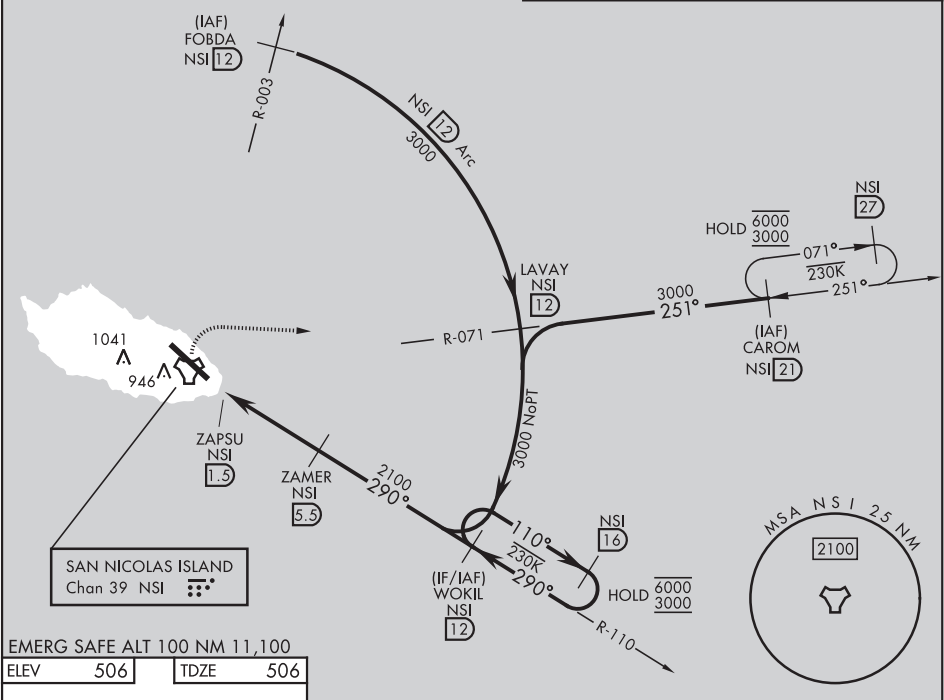 (IAF)
FOBDA
NSI 12
R-003
NSI 12 Arc
3000
NSI
27
HOLD 6000
3000
071°
230K
251°
LAVAY
NSI
12
3000
251°
R-071
(IAF)
CAROM
NSI 21
1041
946
3000 NoPT
ZAPSU
NSI
1.5
ZAMER
NSI
5.5
2100
290°
110°
230K
290°
NSI
16
(IF/IAF)
WOKIL
NSI
12
HOLD 6000
3000
R-110
MSA NSI 25 NM
2100
SAN NICOLAS ISLAND
Chan 39 NSI
EMERG SAFE ALT 100 NM 11,100
ELEV 506
TDZE 506